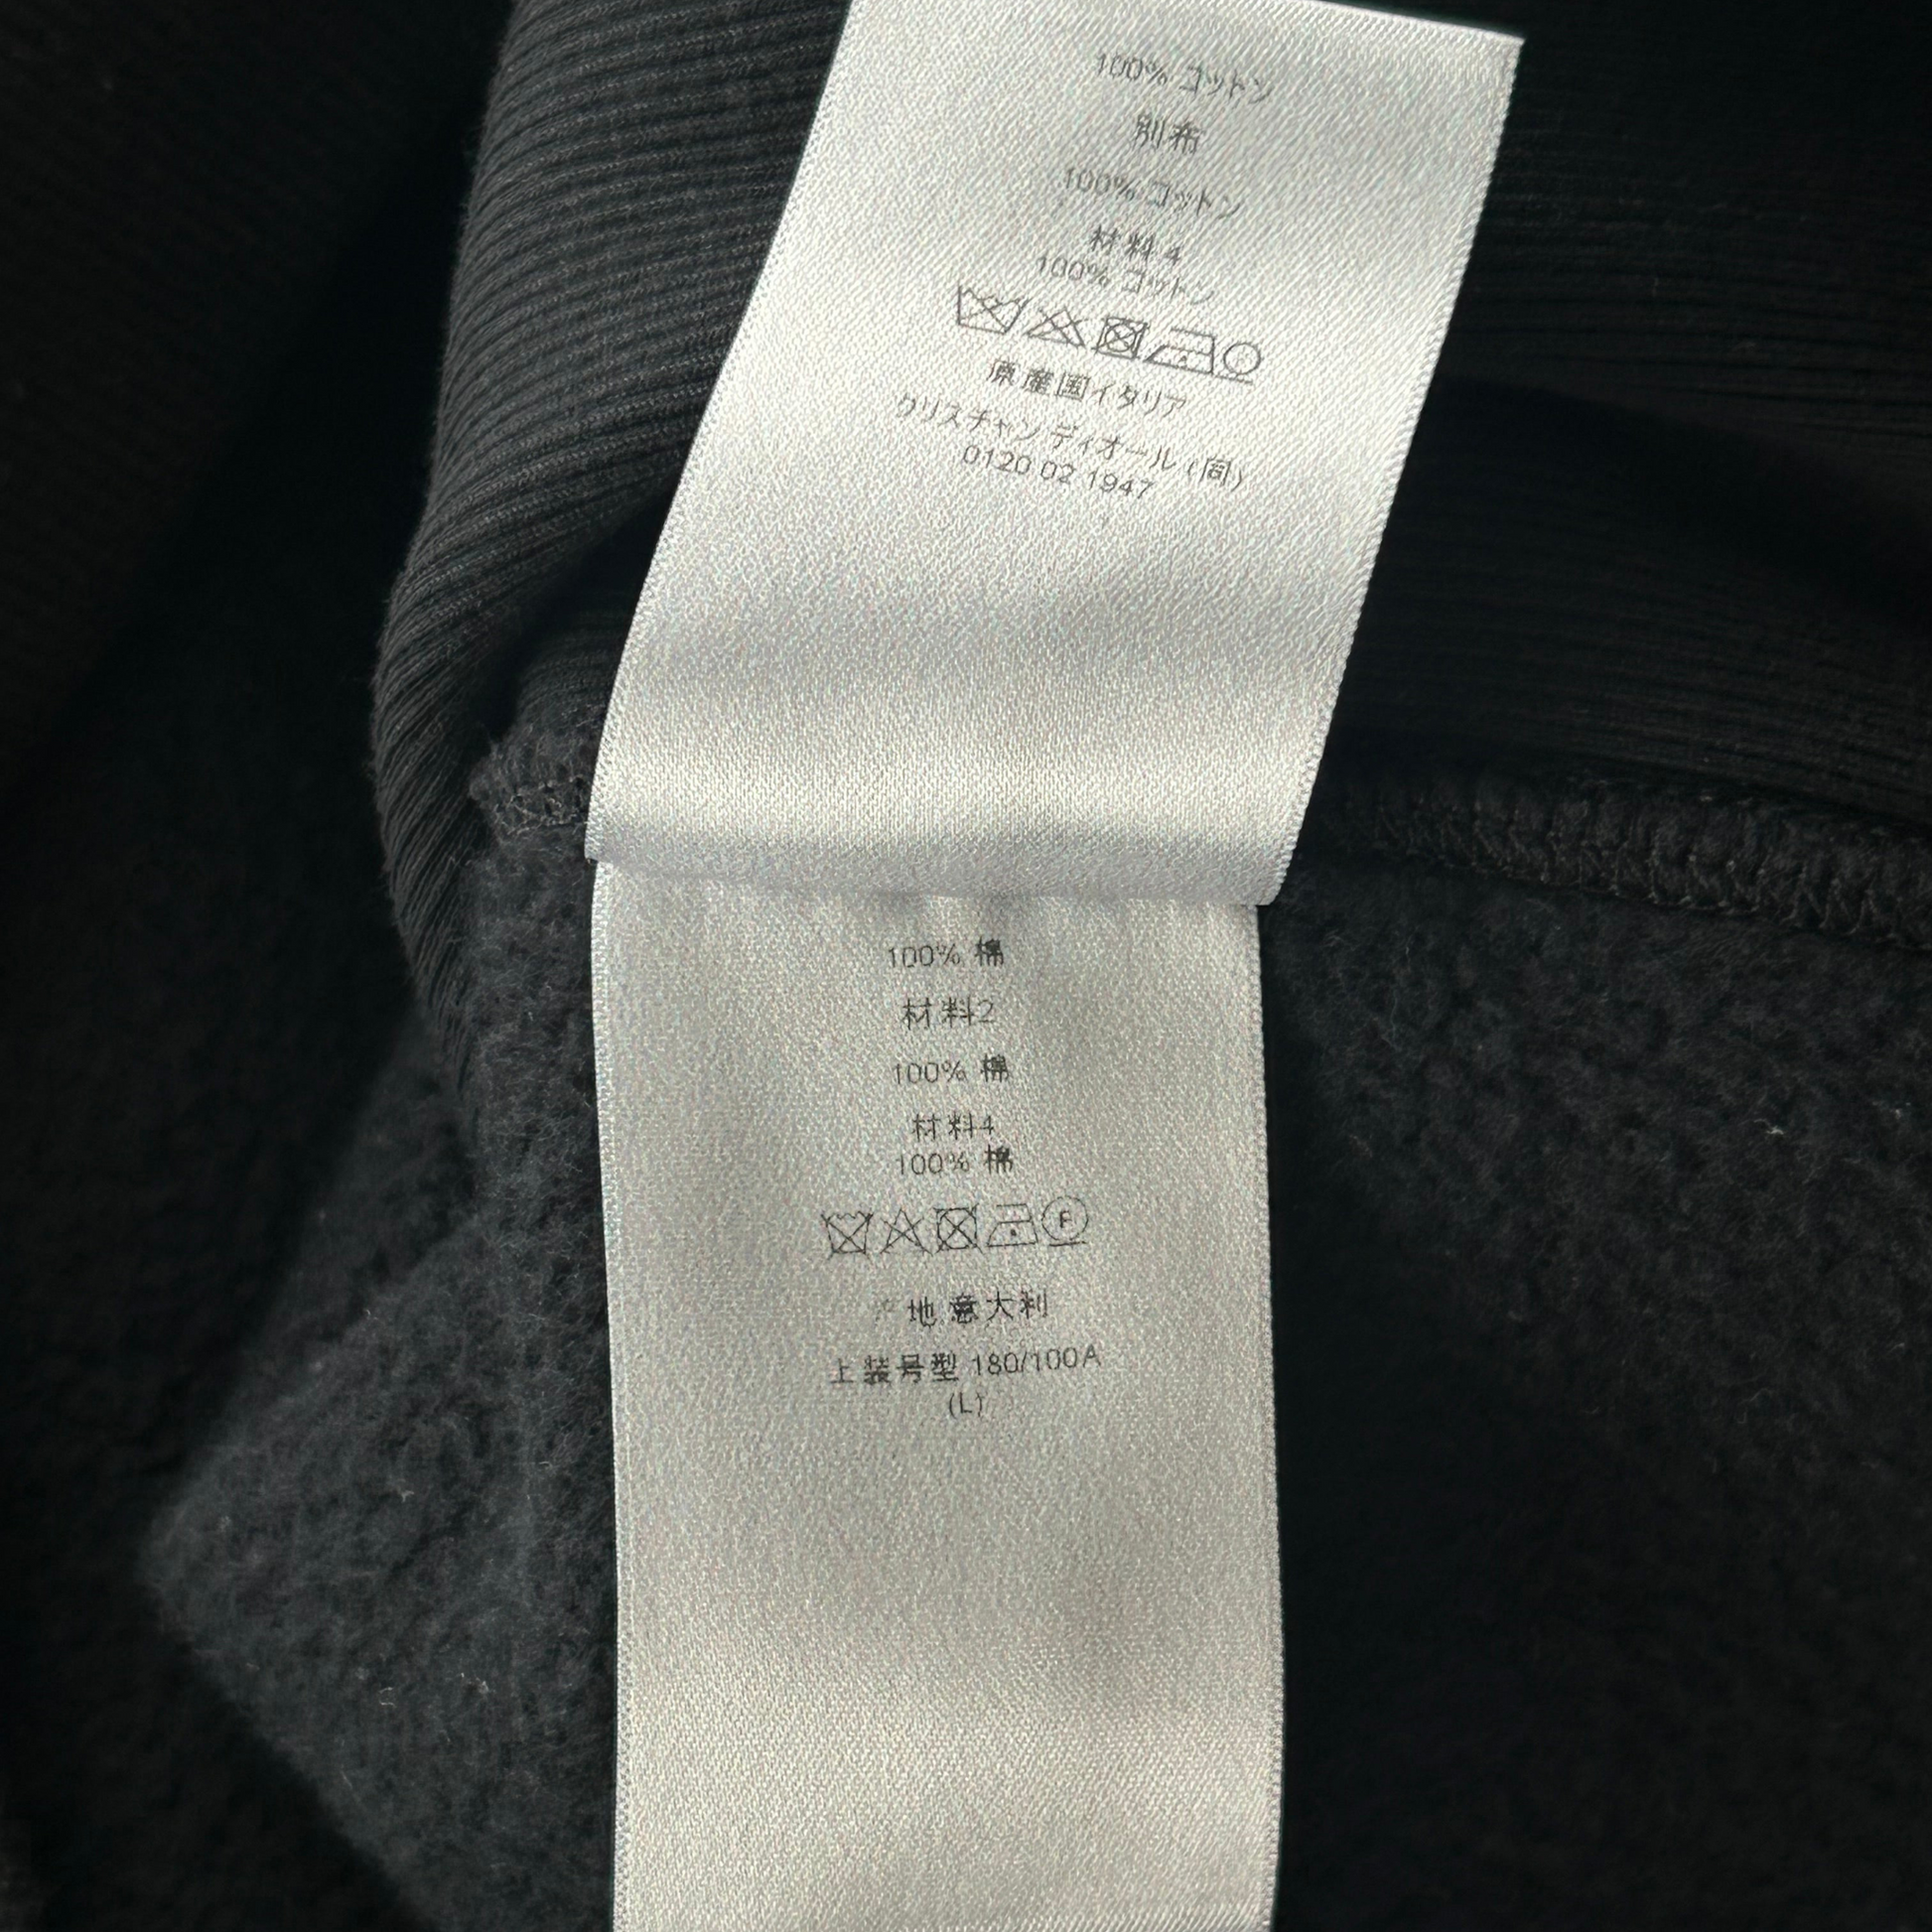 100% コットン
別布
100% コットン
材料 4
100% コットン
原産国イタリア
クリスチャン ディオール (同)
0120 02 1947
100% 棉
材料2
100% 棉
材料4
100% 棉
F
地 意大利
上装号型 180/100A
(L)